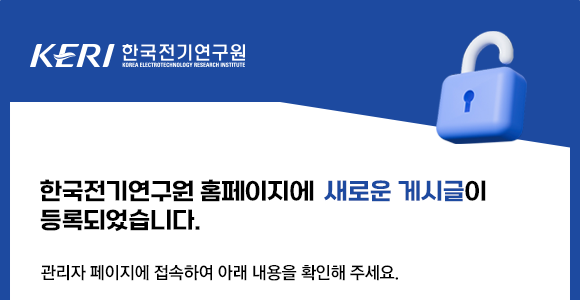 KERI 한국전기연구원
KOREA ELECTROTECHNOLOGY RESEARCH INSTITUTE
한국전기연구원 홈페이지에 새로운 게시글이
등록되었습니다.
관리자 페이지에 접속하여 아래 내용을 확인해 주세요.